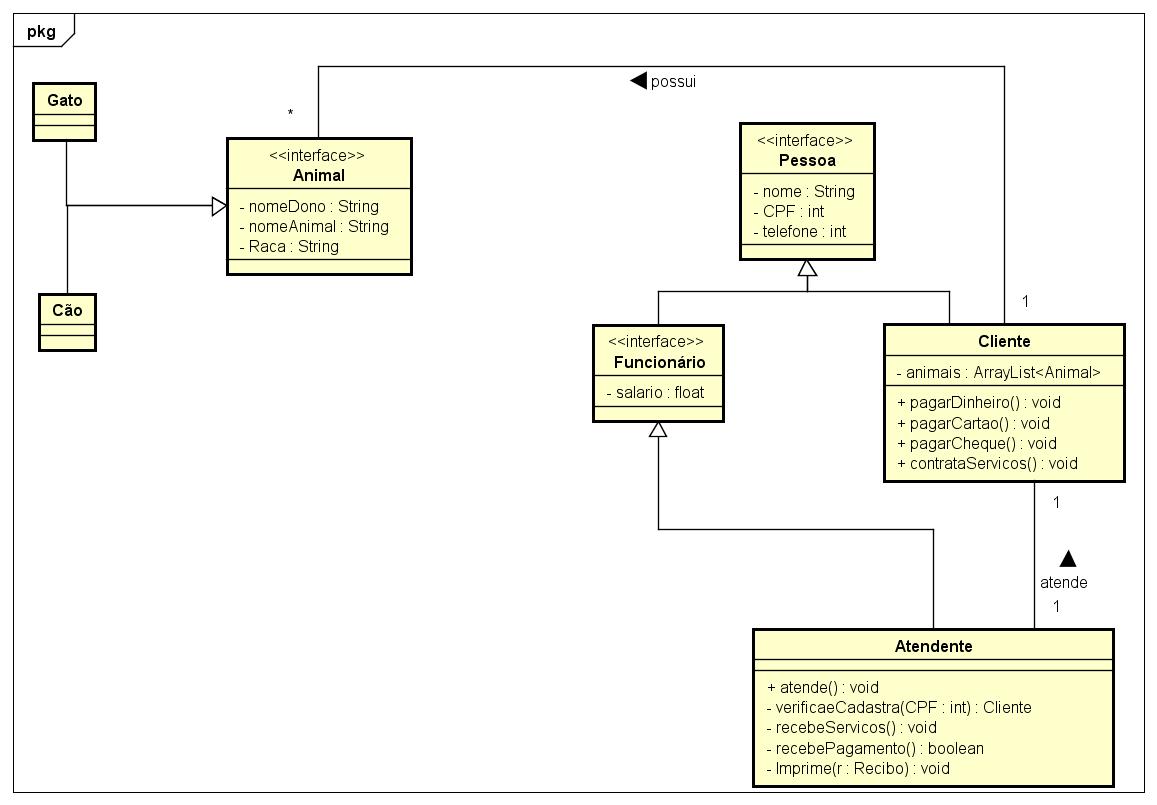 pkg
Gato
possui
*
<<interface>>
Animal
- nomeDono : String
- nomeAnimal : String
- Raca : String
<<interface>>
Pessoa
- nome : String
- CPF : int
- telefone : int
Cão
1
<<interface>>
Funcionário
- salario : float
Cliente
- animais : ArrayList<Animal>
+ pagarDinheiro() : void
+ pagarCartao() : void
+ pagarCheque() : void
+ contrataServicos() : void
1
atende
1
Atendente
+ atende() : void
- verificaeCadastra(CPF : int) : Cliente
- recebeServicos() : void
- recebePagamento() : boolean
- Imprime(r : Recibo) : void